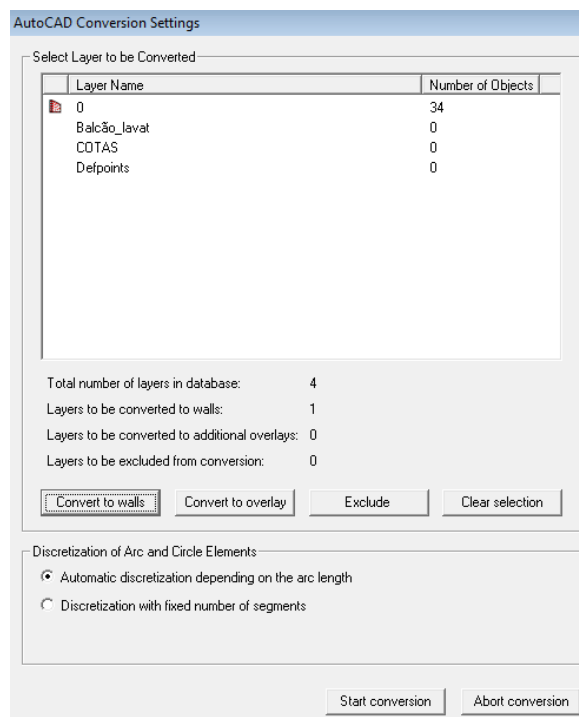 AutoCAD Conversion Settings
Select Layer to be Converted
Layer Name Number of Objects
0 34
Balcão_lavat 0
COTAS 0
Defpoints 0
Total number of layers in database: 4
Layers to be converted to walls: 1
Layers to be converted to additional overlays: 0
Layers to be excluded from conversion: 0
Convert to walls Convert to overlay Exclude Clear selection
Discretization of Arc and Circle Elements
Automatic discretization depending on the arc length
Discretization with fixed number of segments
Start conversion Abort conversion